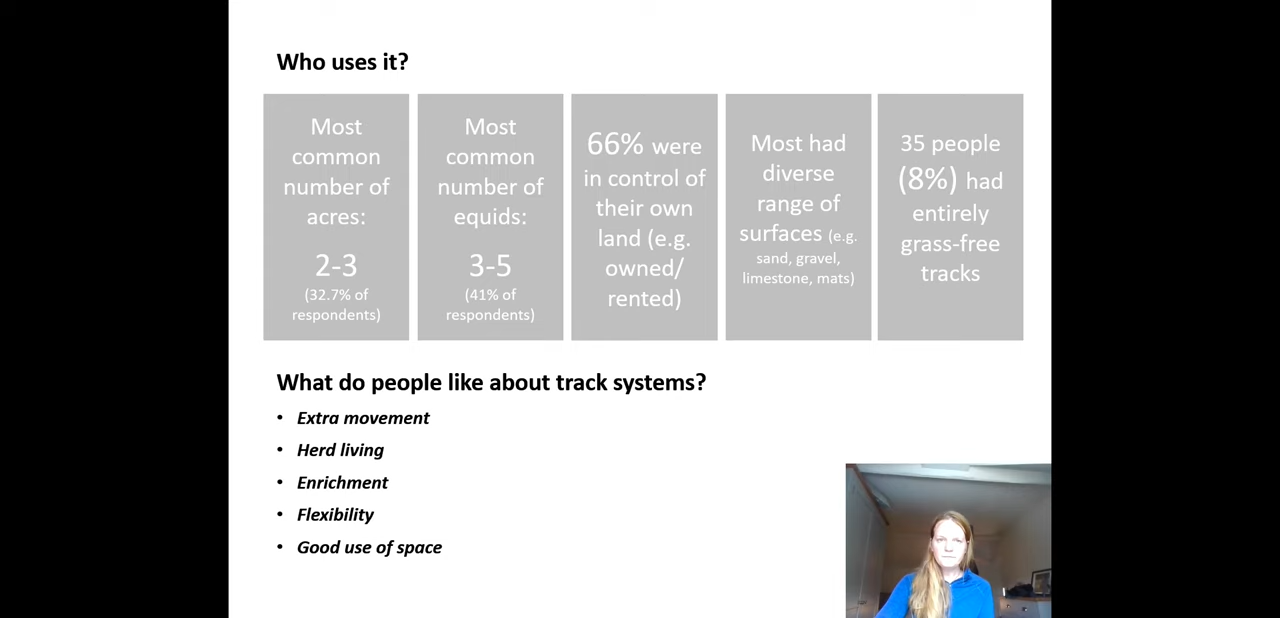 Who uses it?
Most
common
number of
acres:
2-3
(32.7% of
respondents)
Most
common
number of
equids:
3-5
(41% of
respondents)
66% were
in control of
their own
land (e.g.
owned/
rented)
Most had
diverse
range of
surfaces (e.g.
sand, gravel,
limestone, mats)
35 people
(8%) had
entirely
grass-free
tracks
What do people like about track systems?
• Extra movement
• Herd living
• Enrichment
• Flexibility
• Good use of space